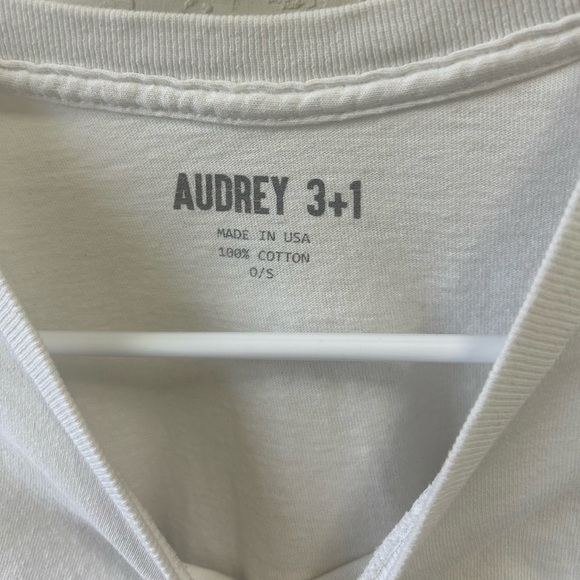 AUDREY 3+1
MADE IN USA
100% COTTON
O/S